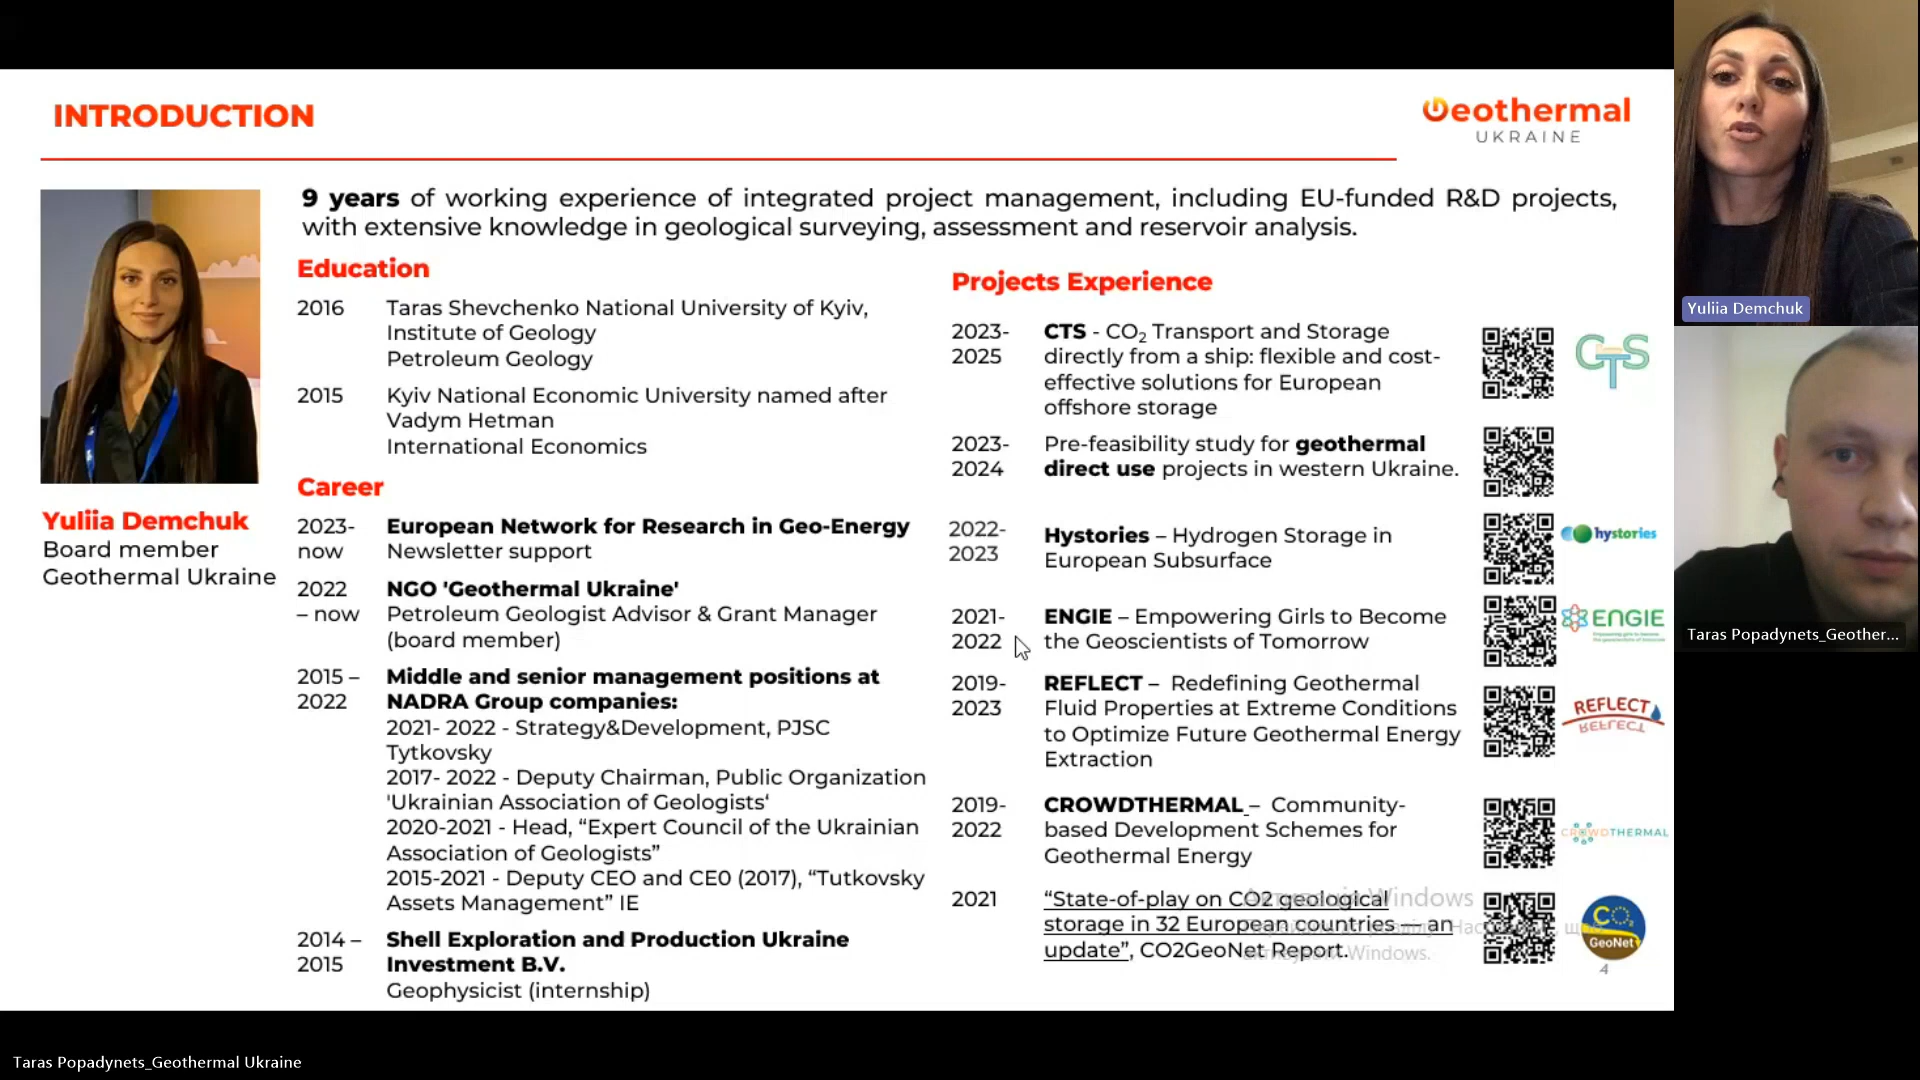 INTRODUCTION
Geothermal
UKRAINE
9 years of working experience of integrated project management, including EU-funded R&D projects,
with extensive knowledge in geological surveying, assessment and reservoir analysis.
Yuliia Demchuk
Board member
Geothermal Ukraine
Education
2016 Taras Shevchenko National University of Kyiv,
Institute of Geology
Petroleum Geology
2015 Kyiv National Economic University named after
Vadym Hetman
International Economics
Career
2023- European Network for Research in Geo-Energy
now Newsletter support
2022 NGO 'Geothermal Ukraine'
– now Petroleum Geologist Advisor & Grant Manager
(board member)
2015 – Middle and senior management positions at
2022 NADRA Group companies:
2021- 2022 - Strategy&Development, PJSC
Tytkovsky
2017- 2022 - Deputy Chairman, Public Organization
'Ukrainian Association of Geologists‘
2020-2021 - Head, “Expert Council of the Ukrainian
Association of Geologists”
2015-2021 - Deputy CEO and CE0 (2017), “Tutkovsky
Assets Management” IE
2014 – Shell Exploration and Production Ukraine
2015 Investment B.V.
Geophysicist (internship)
Projects Experience
2023- CTS - CO₂ Transport and Storage
2025 directly from a ship: flexible and cost-
effective solutions for European
offshore storage
CTS
2023- Pre-feasibility study for geothermal
2024 direct use projects in western Ukraine.
2022- Hystories – Hydrogen Storage in
2023 European Subsurface
hystories
2021- ENGIE – Empowering Girls to Become
2022 the Geoscientists of Tomorrow
ENGIE
2019- REFLECT – Redefining Geothermal
2023 Fluid Properties at Extreme Conditions
to Optimize Future Geothermal Energy
Extraction
REFLECT
2019- CROWDTHERMAL – Community-
2022 based Development Schemes for
Geothermal Energy
CROWDTHERMAL
2021 “State-of-play on CO2 geological
storage in 32 European countries — an
update”, CO2GeoNet Report.
CO₂
GeoNet
4
Активація Windows
Windows.
Yuliia Demchuk
Taras Popadynets_Geother...
Taras Popadynets_Geothermal Ukraine